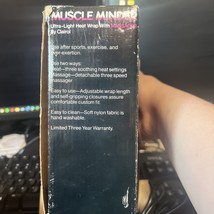 MUSCLE MINDER
Ultra-Light Heat Wrap With Massager
By Clairol
Use after sports, exercise, and
over-exertion.
Use two ways:
Heat—three soothing heat settings
Massage—detachable three speed
massager.
Easy to use—Adjustable wrap length
and self-gripping closures assure
comfortable custom fit.
Easy to clean—Soft nylon fabric is
hand washable.
Limited Three Year Warranty.